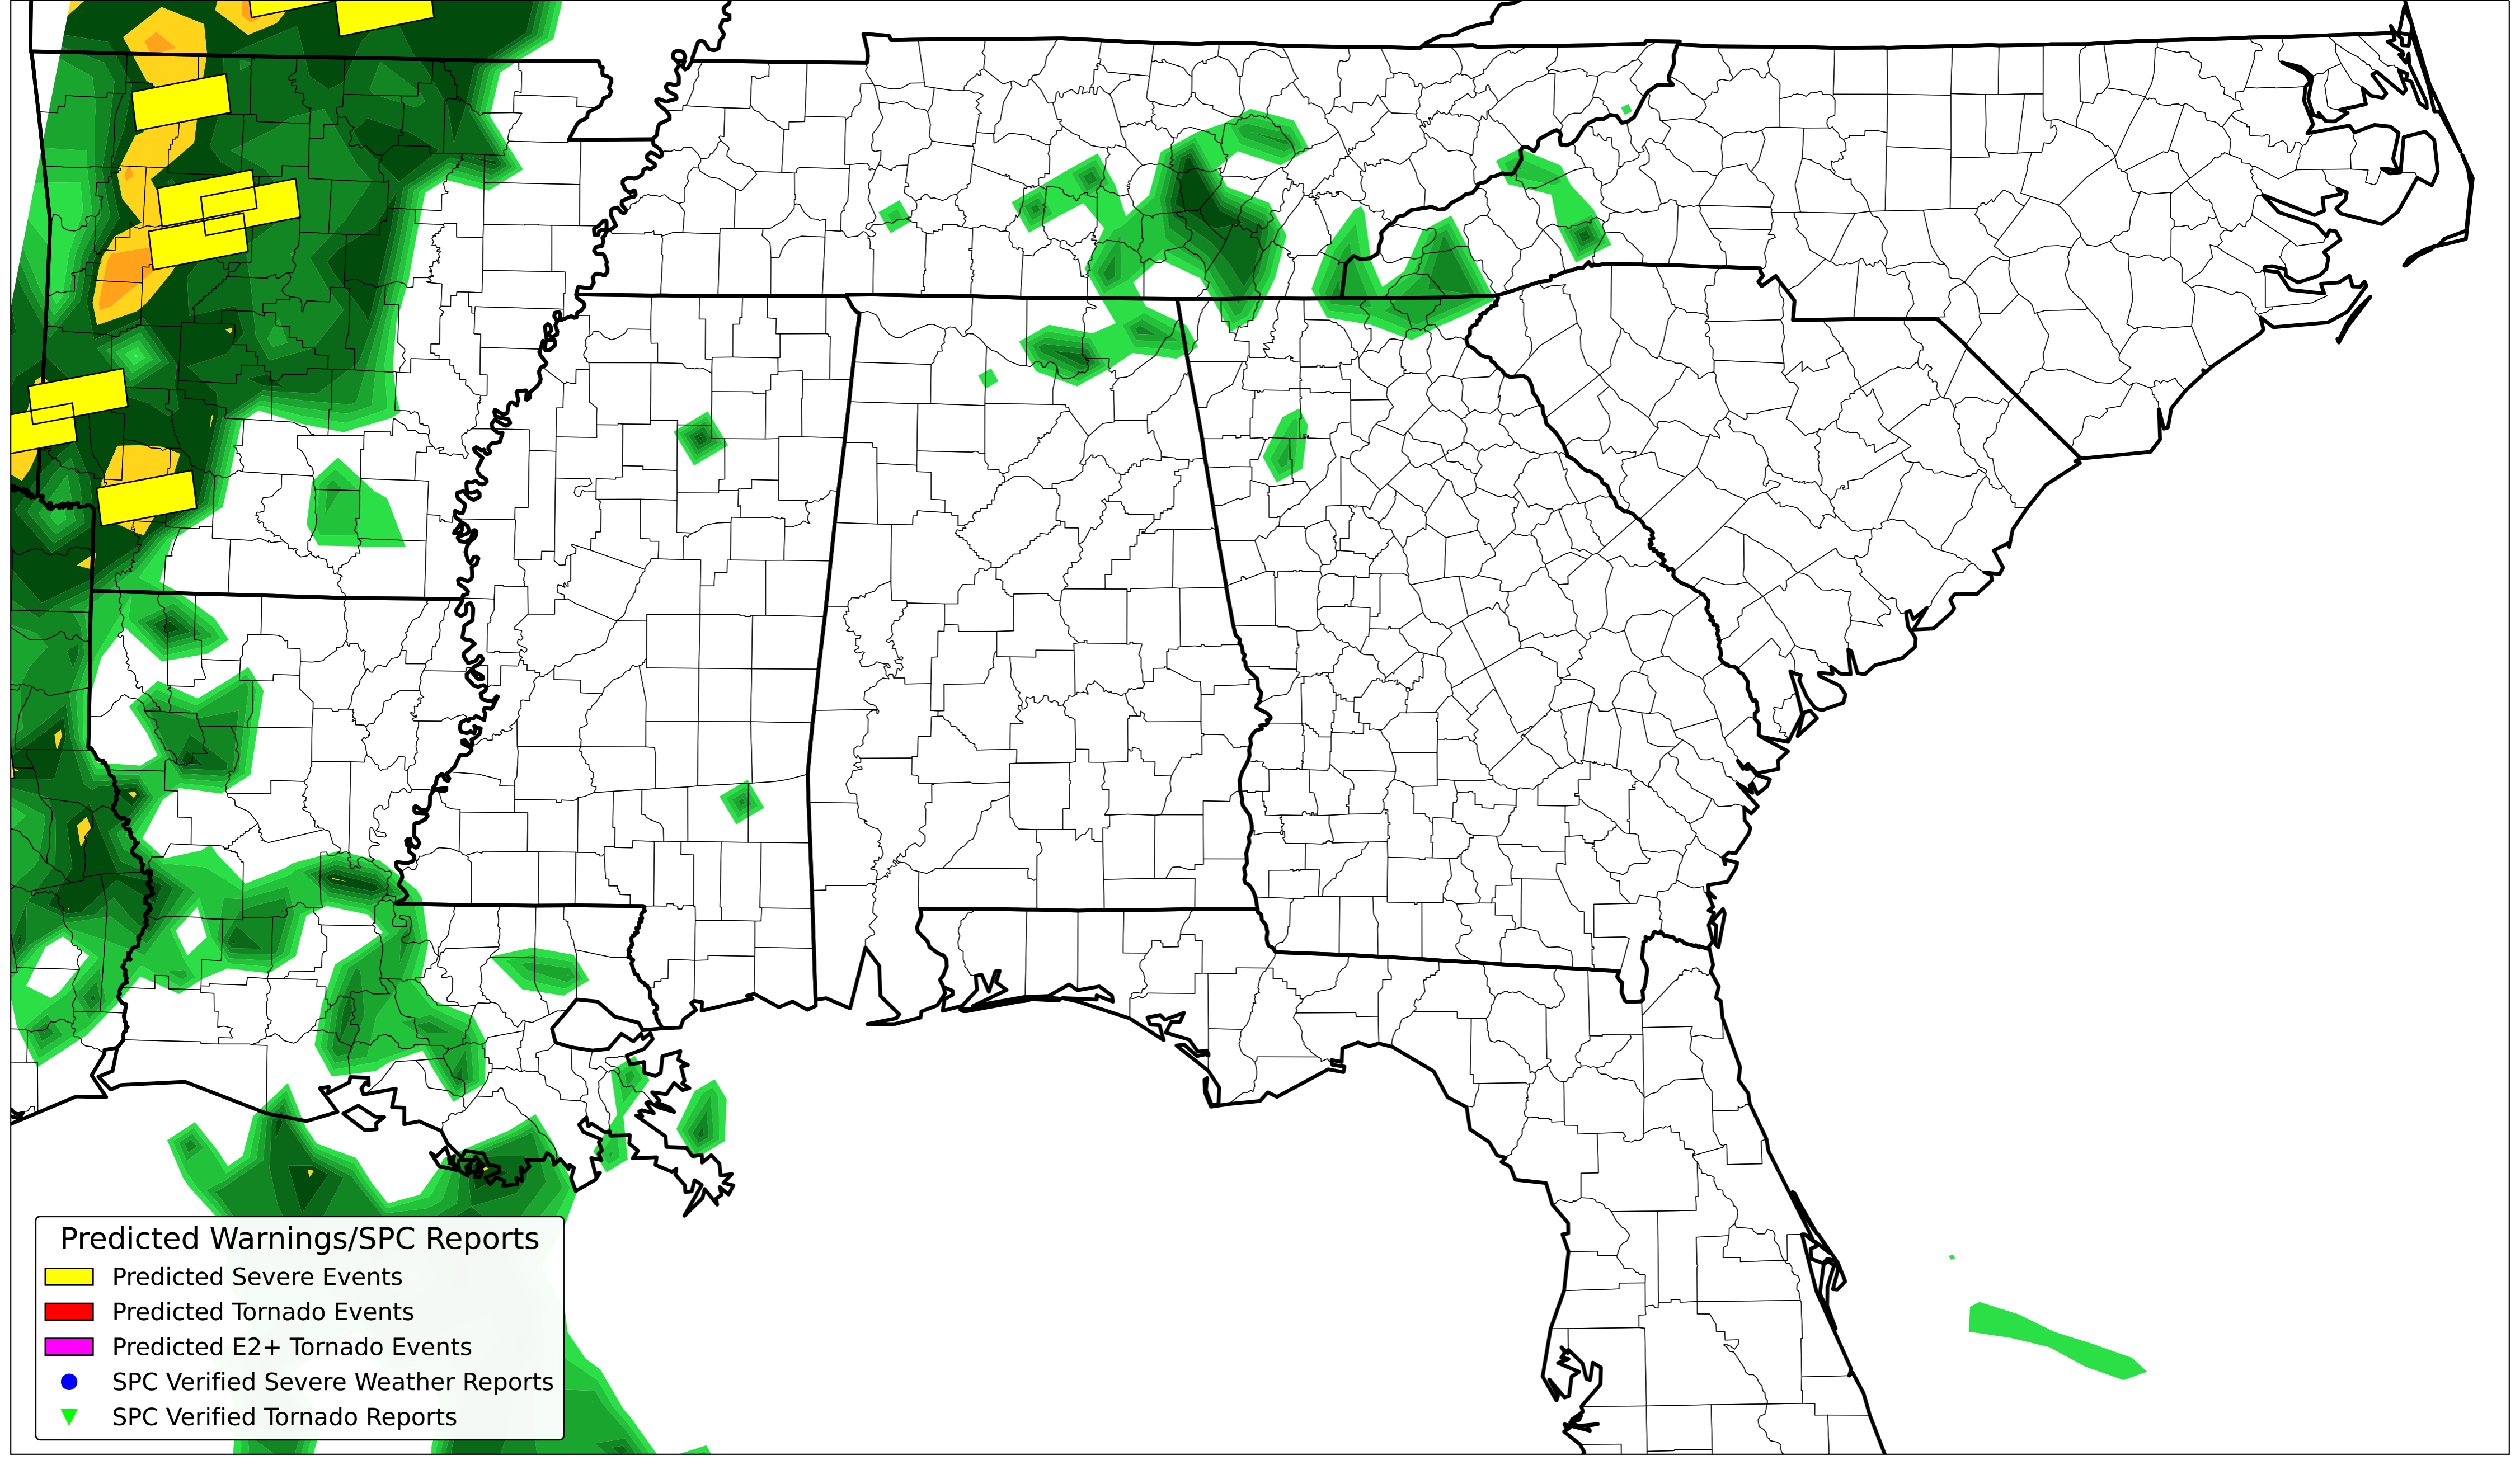 Predicted Warnings/SPC Reports
Predicted Severe Events
Predicted Tornado Events
Predicted E2+ Tornado Events
SPC Verified Severe Weather Reports
SPC Verified Tornado Reports